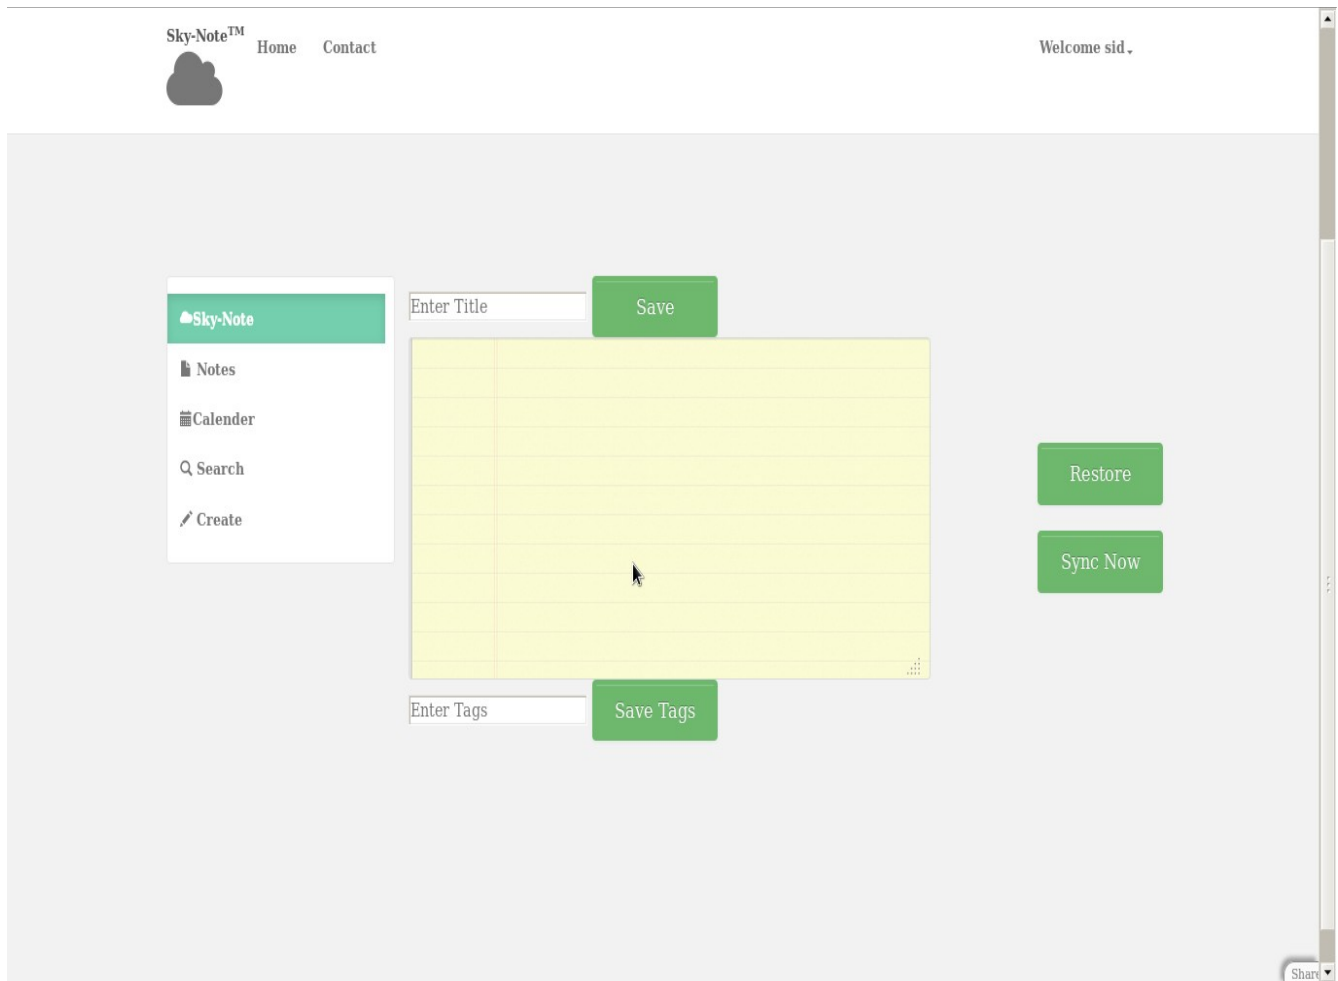 Sky-Note™
Home Contact Welcome sid
Sky-Note
Notes
Calender
Search
Create
Enter Title Save
Restore
Sync Now
Enter Tags Save Tags
Share